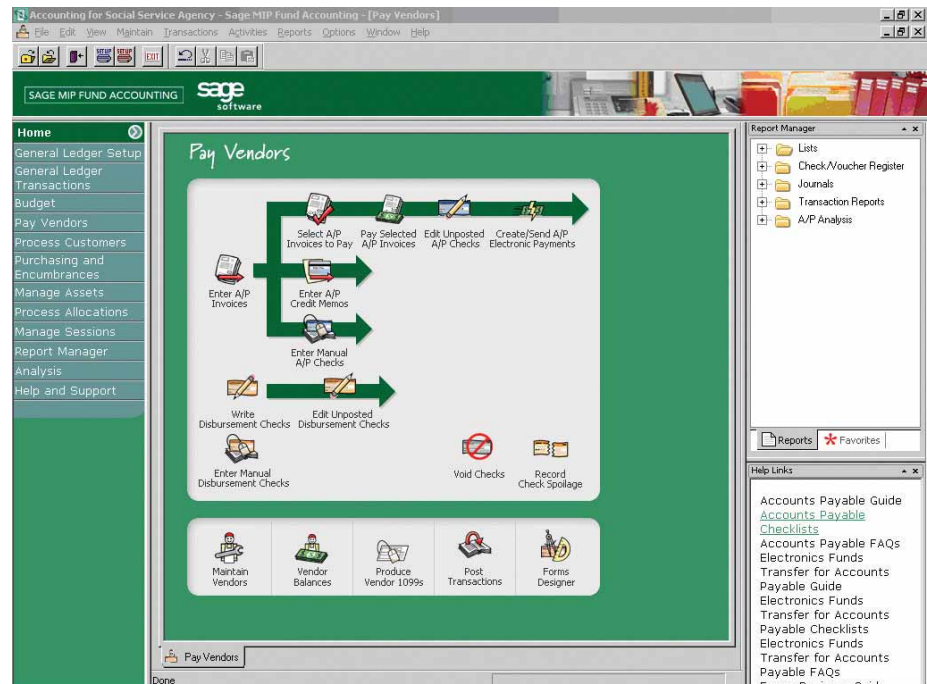 Accounting for Social Service Agency - Sage MIP Fund Accounting - [Pay Vendors]
File Edit View Maintain Transactions Activities Reports Options Window Help
SETUP SETUP EXIT
SAGE MIP FUND ACCOUNTING
sage
software
Home
General Ledger Setup
General Ledger
Transactions
Budget
Pay Vendors
Process Customers
Purchasing and
Encumbrances
Manage Assets
Process Allocations
Manage Sessions
Report Manager
Analysis
Help and Support
Pay Vendors
Select A/P
Invoices to Pay
Pay Selected
A/P Invoices
Edit Unposted
A/P Checks
Create/Send A/P
Electronic Payments
Enter A/P
Invoices
Enter A/P
Credit Memos
Enter Manual
A/P Checks
Write
Disbursement Checks
Edit Unposted
Disbursement Checks
Enter Manual
Disbursement Checks
Void Checks
Record
Check Spoilage
Maintain
Vendors
Vendor
Balances
Produce
Vendor 1099s
Post
Transactions
Forms
Designer
Pay Vendors
Done
Report Manager
Lists
Check/Voucher Register
Journals
Transaction Reports
A/P Analysis
Reports
Favorites
Help Links
Accounts Payable Guide
Accounts Payable
Checklists
Accounts Payable FAQs
Electronics Funds
Transfer for Accounts
Payable Guide
Electronics Funds
Transfer for Accounts
Payable Checklists
Electronics Funds
Transfer for Accounts
Payable FAQs